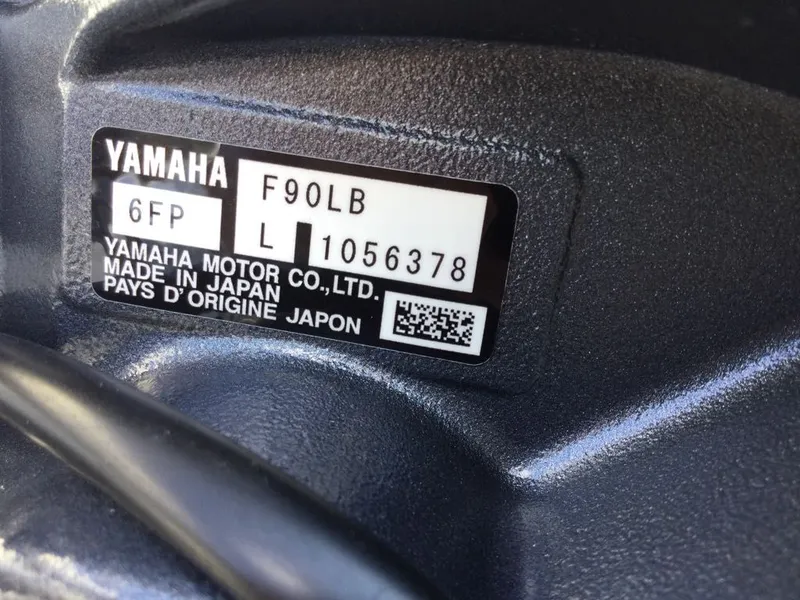 YAMAHA
F90LB
6FP
L 1056378
YAMAHA MOTOR CO.,LTD.
MADE IN JAPAN
PAYS D'ORIGINE JAPON